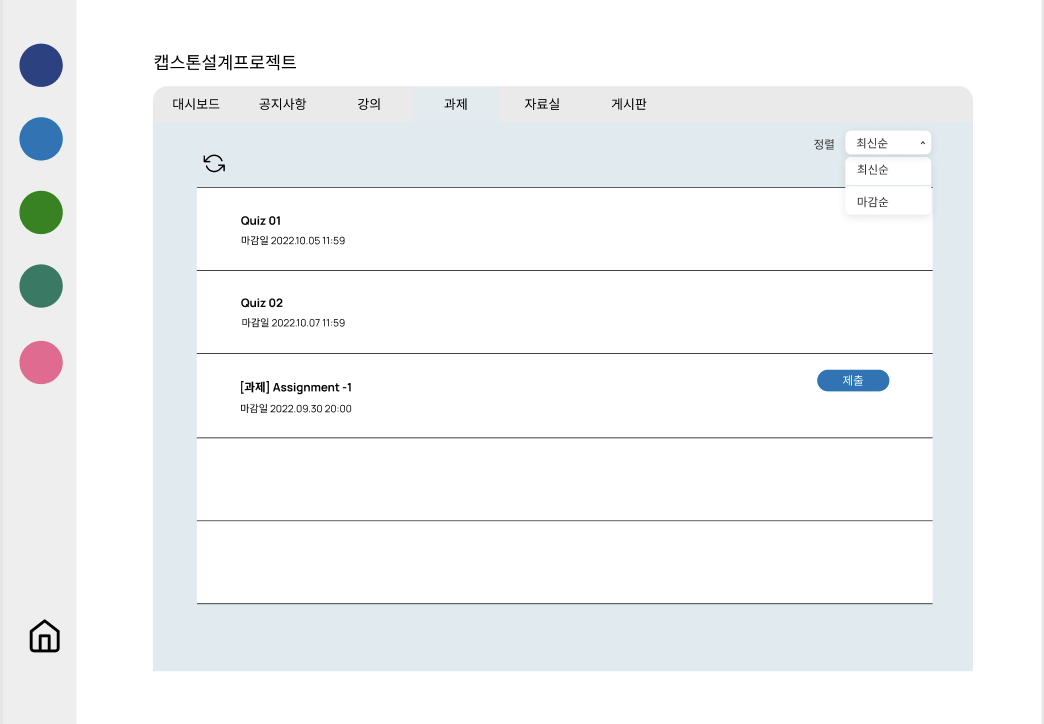 캡스톤설계프로젝트
대시보드 공지사항 강의 과제 자료실 게시판
정렬 최신순
최신순
마감순
Quiz 01
마감일 2022.10.05 11:59
Quiz 02
마감일 2022.10.07 11:59
[과제] Assignment -1
제출
마감일 2022.09.30 20:00